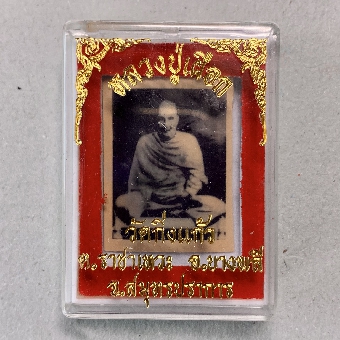 หลวงปู่เผือก
วัดกิ่งแก้ว
ต.ราชาเทวะ อ.บางพลี
จ.สมุทรปราการ